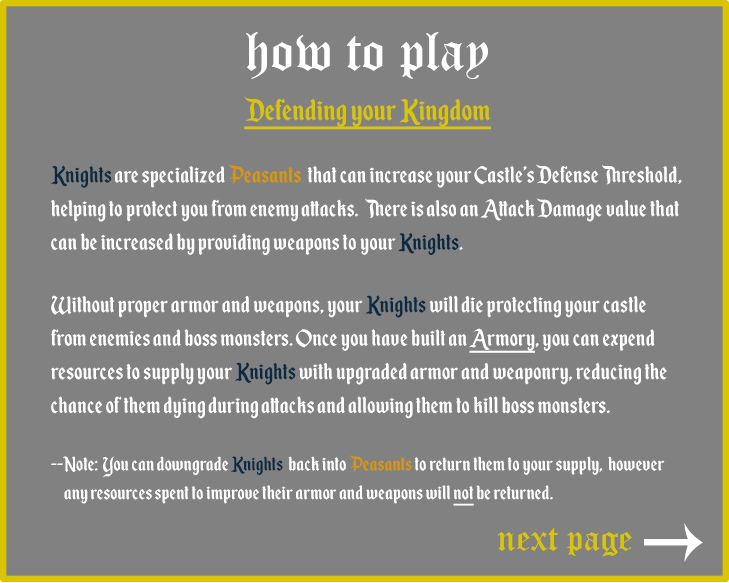 how to play
Defending your Kingdom
Knights are specialized Peasants that can increase your Castle's Defense Threshold,
helping to protect you from enemy attacks. There is also an Attack Damage value that
can be increased by providing weapons to your Knights.
Without proper armor and weapons, your Knights will die protecting your castle
from enemies and boss monsters. Once you have built an Armory, you can expend
resources to supply your Knights with upgraded armor and weaponry, reducing the
chance of them dying during attacks and allowing them to kill boss monsters.
--Note: You can downgrade Knights back into Peasants to return them to your supply, however
any resources spent to improve their armor and weapons will not be returned.
next page